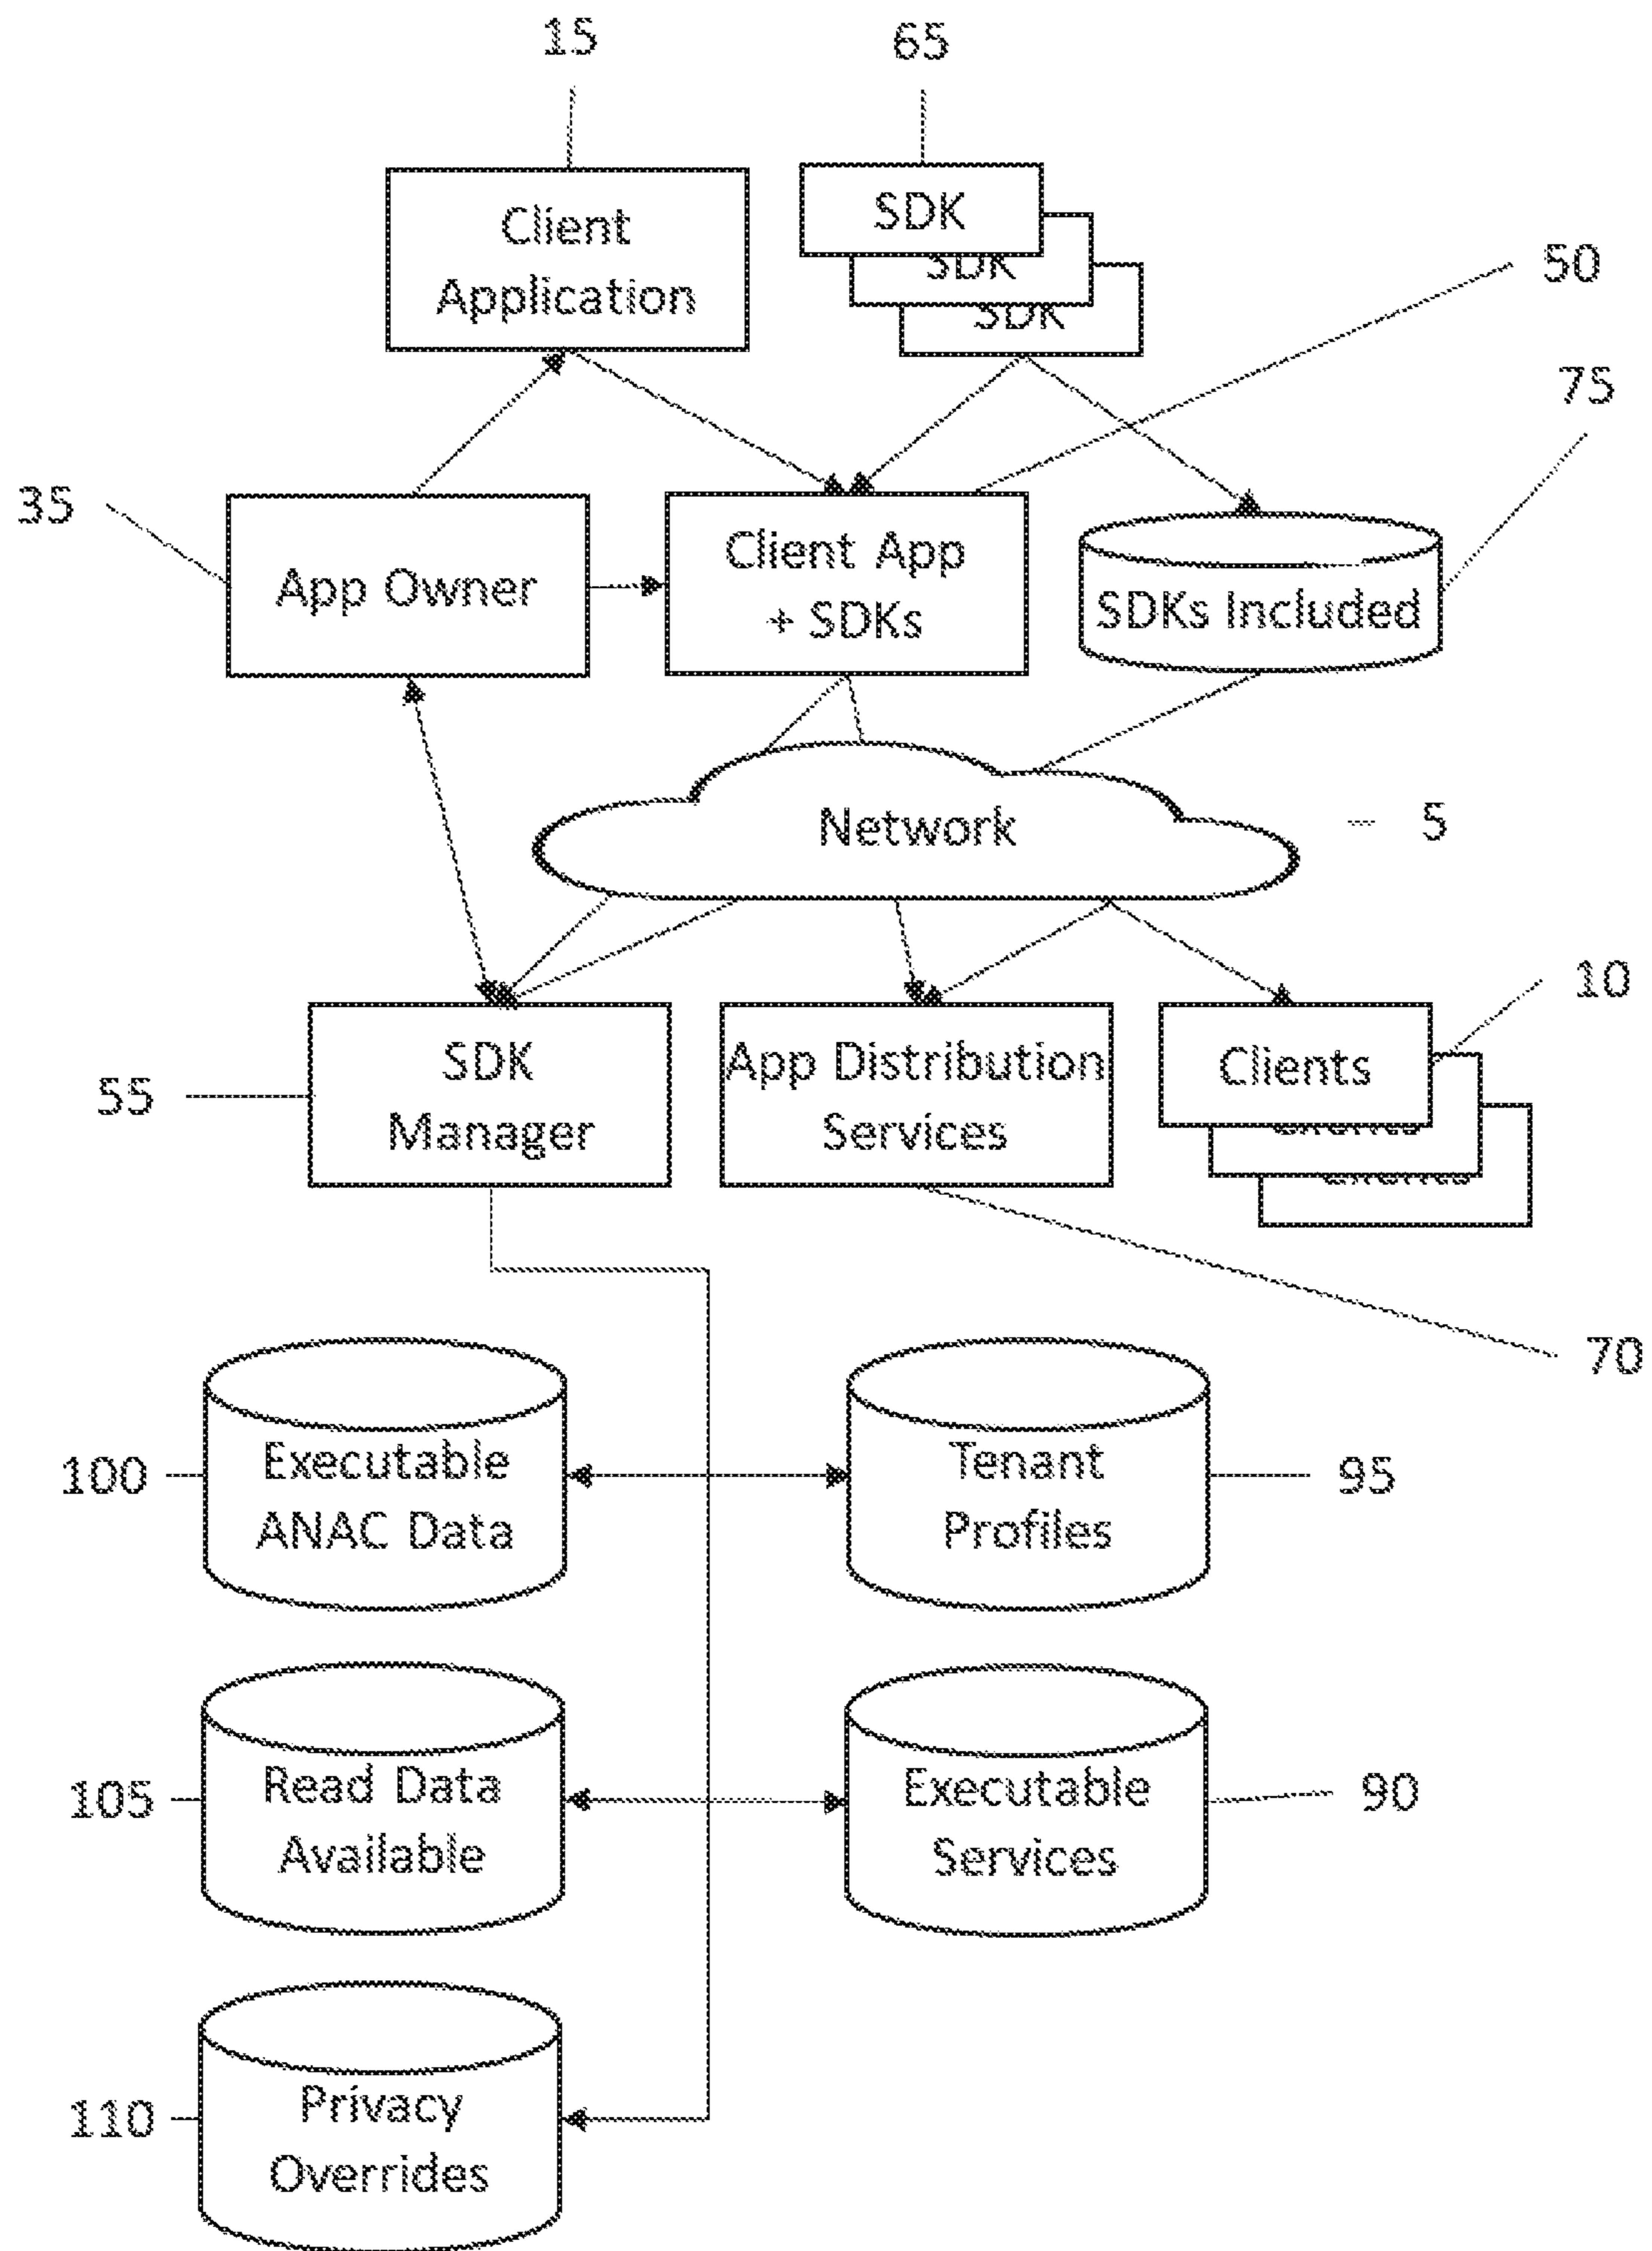 15
65
Client
Application
SDK
SDK
SDK
50
75
35
App Owner
Client App
+ SDKs
SDKs Included
Network
5
10
55
SDK
Manager
App Distribution
Services
Clients
70
100
Executable
ANAC Data
Tenant
Profiles
95
105
Read Data
Available
Executable
Services
90
110
Privacy
Overrides